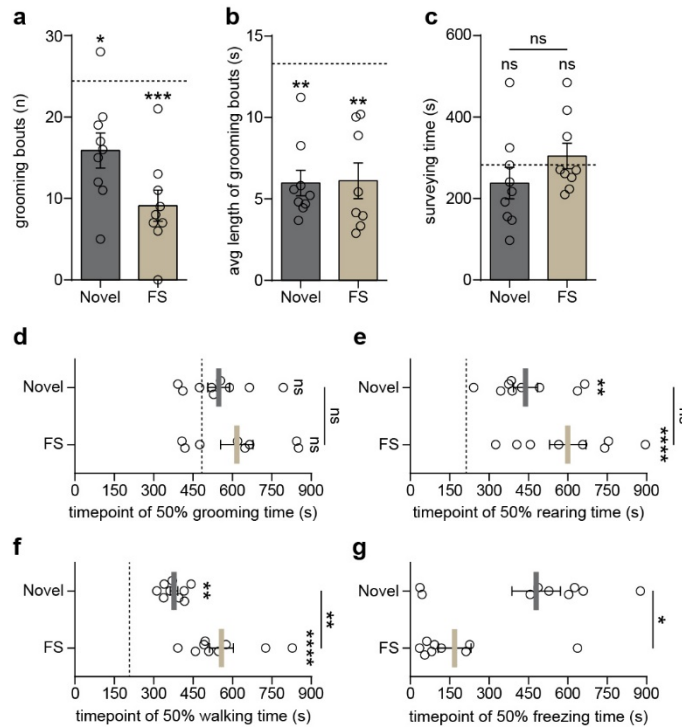 a
grooming bouts (n)
30
20
10
0
*
***
Novel
FS
b
avg length of grooming bouts (s)
15
10
5
0
**
**
Novel
FS
c
surveying time (s)
600
400
200
0
ns
ns
ns
Novel
FS
d
Novel
FS
ns
ns
ns
0 150 300 450 600 750 900
timepoint of 50% grooming time (s)
e
Novel
FS
**
****
ns
0 150 300 450 600 750 900
timepoint of 50% rearing time (s)
f
Novel
FS
**
****
**
0 150 300 450 600 750 900
timepoint of 50% walking time (s)
g
Novel
FS
*
0 150 300 450 600 750 900
timepoint of 50% freezing time (s)